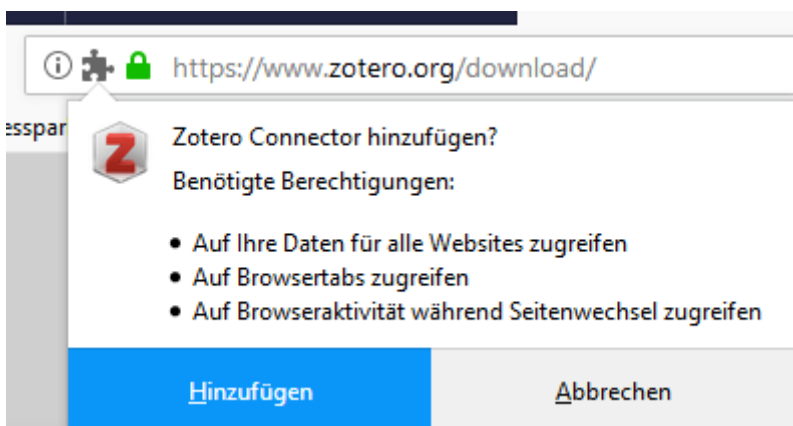 https://www.zotero.org/download/
Zotero Connector hinzufügen?
Benötigte Berechtigungen:
• Auf Ihre Daten für alle Websites zugreifen
• Auf Browsertabs zugreifen
• Auf Browseraktivität während Seitenwechsel zugreifen
Hinzufügen
Abbrechen